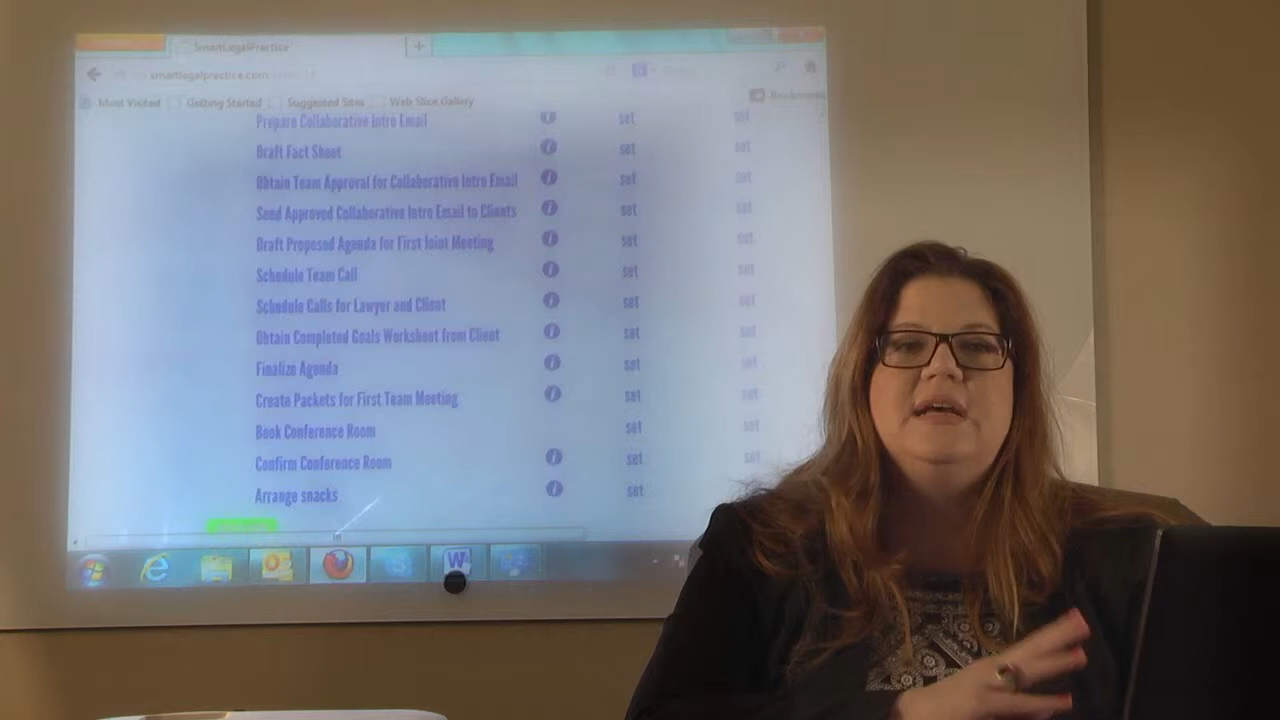 SmartLegalPractice
smartlegalpractice.com
Most Visited Getting Started Suggested Sites Web Slice Gallery Bookmarks
Prepare Collaborative Intro Email i set set
Draft Fact Sheet i set set
Obtain Team Approval for Collaborative Intro Email i set set
Send Approved Collaborative Intro Email to Clients i set set
Draft Proposed Agenda for First Joint Meeting i set set
Schedule Team Call i set set
Schedule Calls for Lawyer and Client i set set
Obtain Completed Goals Worksheet from Client i set set
Finalize Agenda i set set
Create Packets for First Team Meeting i set set
Book Conference Room set set
Confirm Conference Room i set set
Arrange snacks i set
W